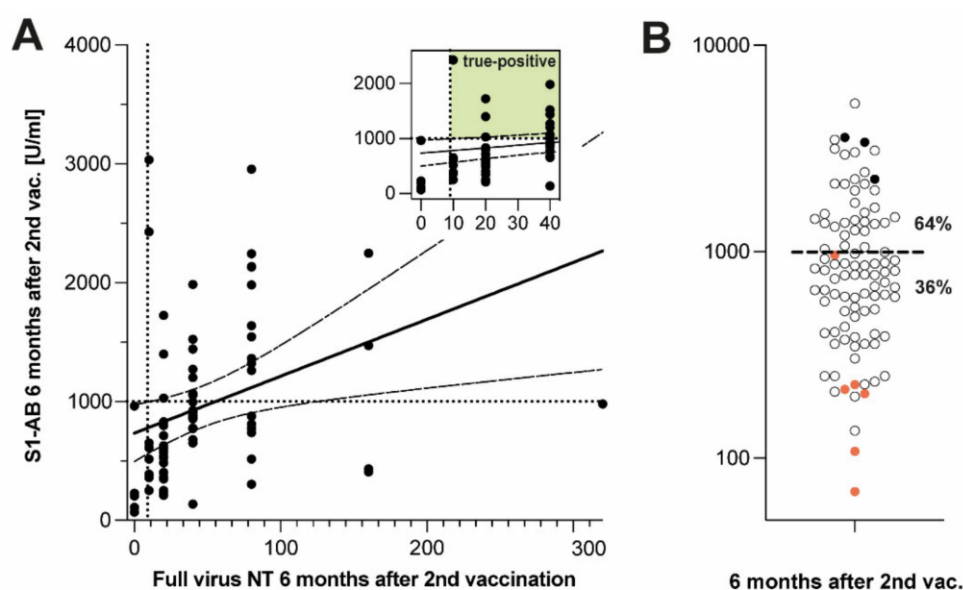 A
4000
3000
2000
1000
0
S1-AB 6 months after 2nd vac. [U/ml]
0 100 200 300
Full virus NT 6 months after 2nd vaccination
true-positive
2000
1000
0
0 10 20 30 40
B
10000
1000
100
64%
36%
6 months after 2nd vac.